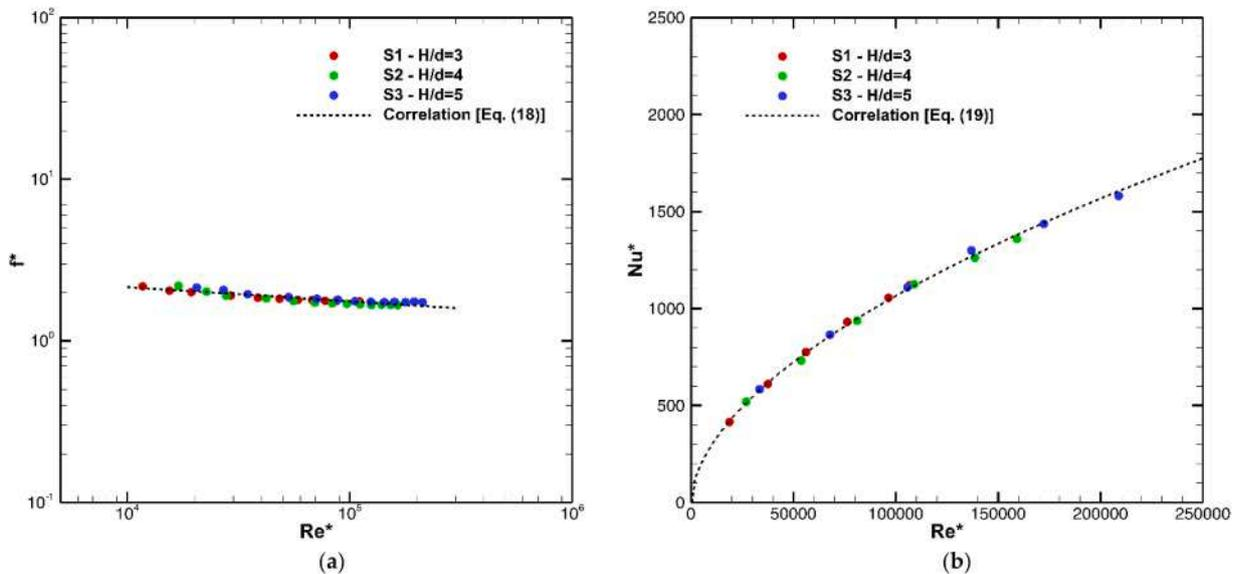 10²
10¹
10⁰
10⁻¹
f*
S1 - H/d=3
S2 - H/d=4
S3 - H/d=5
Correlation [Eq. (18)]
10⁴ 10⁵ 10⁶
Re*
(a)
2500
2000
1500
1000
500
0
Nu*
S1 - H/d=3
S2 - H/d=4
S3 - H/d=5
Correlation [Eq. (19)]
0 50000 100000 150000 200000 250000
Re*
(b)